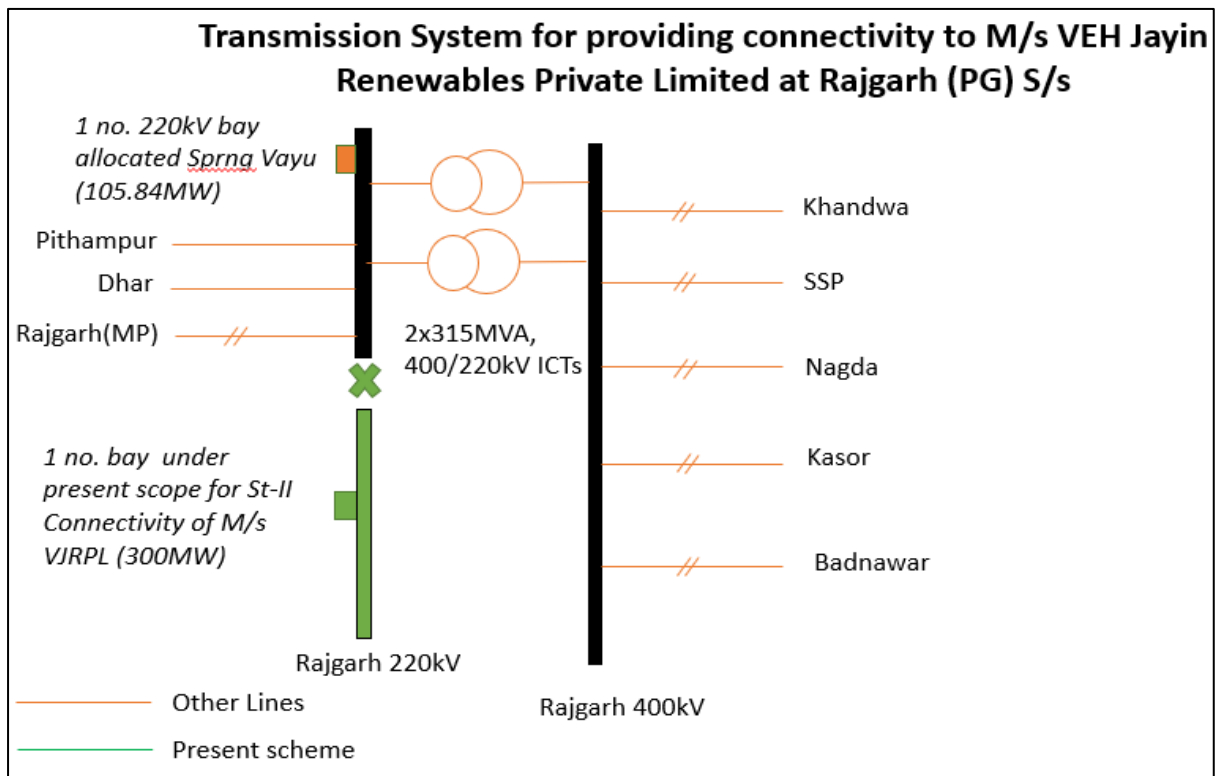 Transmission System for providing connectivity to M/s VEH Jayin
Renewables Private Limited at Rajgarh (PG) S/s
1 no. 220kV bay
allocated Sprng Vayu
(105.84MW)
Pithampur
Dhar
Rajgarh(MP)
2x315MVA,
400/220kV ICTs
Khandwa
SSP
Nagda
Kasor
Badnawar
1 no. bay under
present scope for St-II
Connectivity of M/s
VJRPL (300MW)
Rajgarh 220kV
Rajgarh 400kV
Other Lines
Present scheme